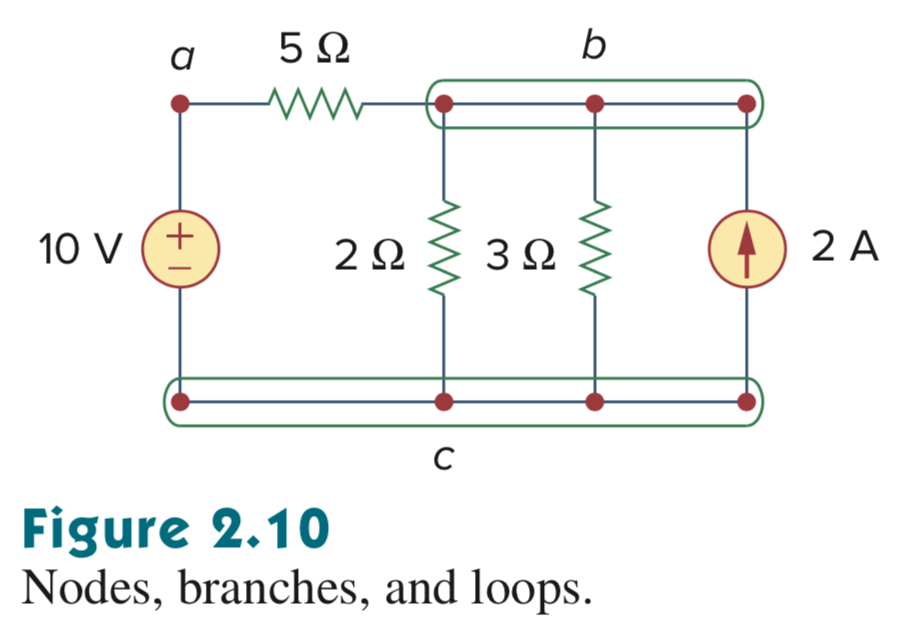 a
5 Ω
b
10 V
+
−
2 Ω
3 Ω
2 A
c
Figure 2.10
Nodes, branches, and loops.